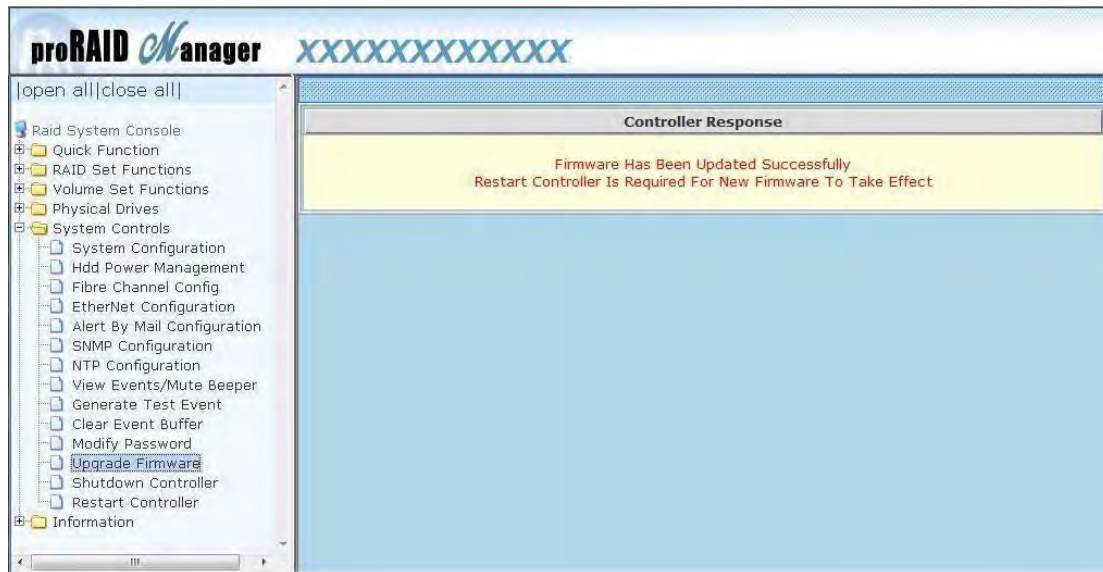 proRAID Manager XXXXXXXXXXXX
|open all|close all|
Raid System Console
Quick Function
RAID Set Functions
Volume Set Functions
Physical Drives
System Controls
System Configuration
Hdd Power Management
Fibre Channel Config
EtherNet Configuration
Alert By Mail Configuration
SNMP Configuration
NTP Configuration
View Events/Mute Beeper
Generate Test Event
Clear Event Buffer
Modify Password
Upgrade Firmware
Shutdown Controller
Restart Controller
Information
Controller Response
Firmware Has Been Updated Successfully
Restart Controller Is Required For New Firmware To Take Effect